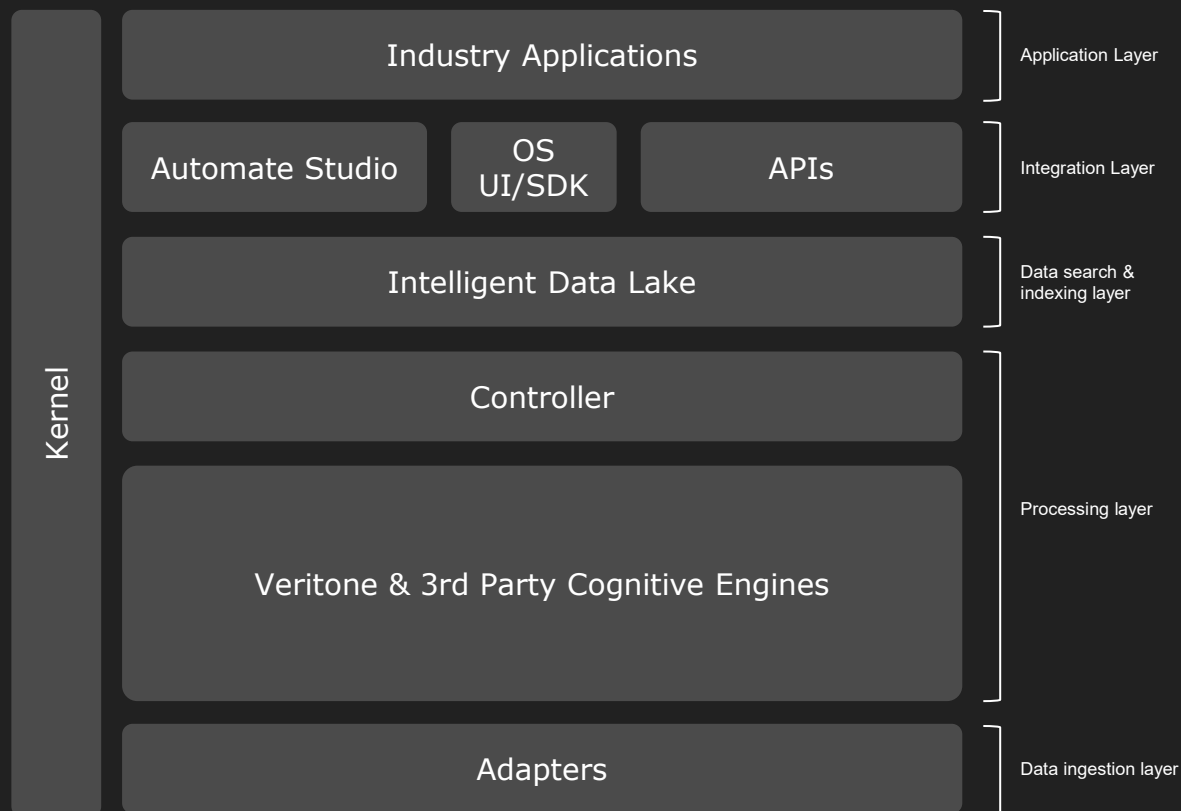 Kernel
Industry Applications
Application Layer
Automate Studio
OS
UI/SDK
APIs
Integration Layer
Intelligent Data Lake
Data search &
indexing layer
Controller
Veritone & 3rd Party Cognitive Engines
Processing layer
Adapters
Data ingestion layer